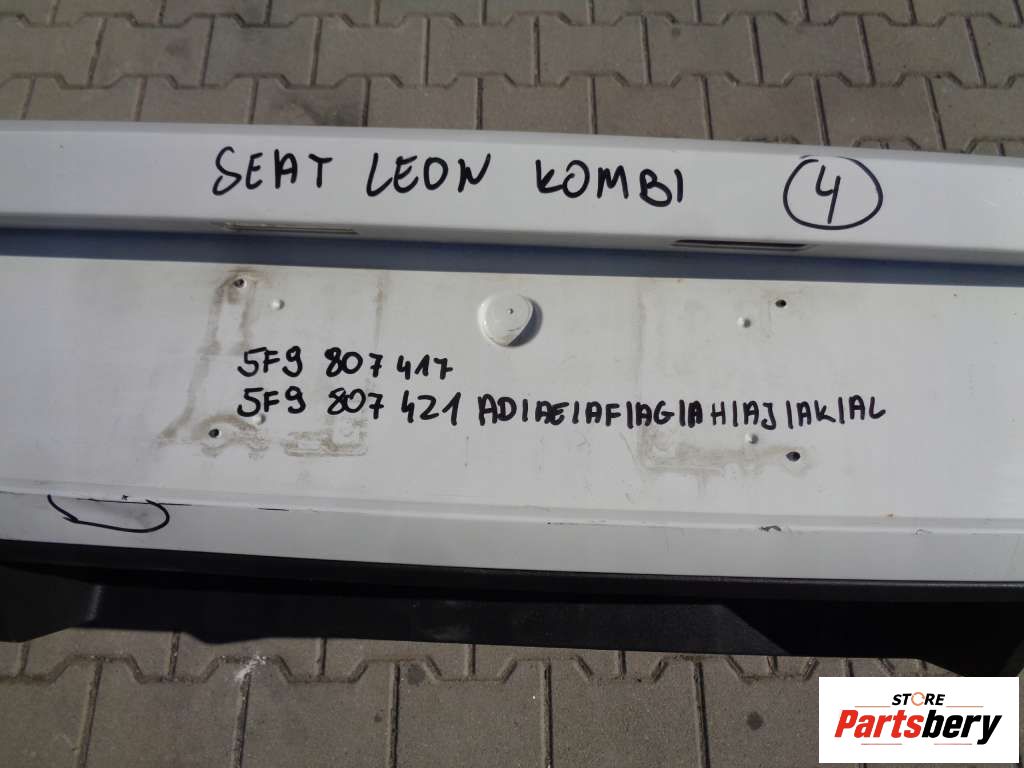 SEAT LEON KOMBI 4
5F9 807 417
5F9 807 421 AD|AE|AF|AG|AH|AJ|AK|AL
STORE
Partsbery